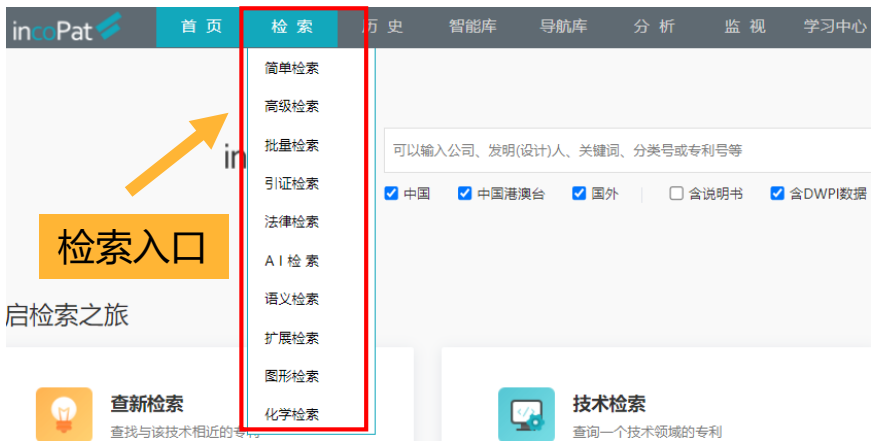 incoPat 首 页 检 索 历 史 智能库 导航库 分 析 监 视 学习中心
简单检索
高级检索
批量检索
in
可以输入公司、发明(设计)人、关键词、分类号或专利号等
引证检索
中国 中国港澳台 国外 含说明书 含DWPI数据
法律检索
检索入口
AI检 索
语义检索
启检索之旅
扩展检索
图形检索
化学检索
查新检索
查找与该技术相近的专利
技术检索
查询一个技术领域的专利